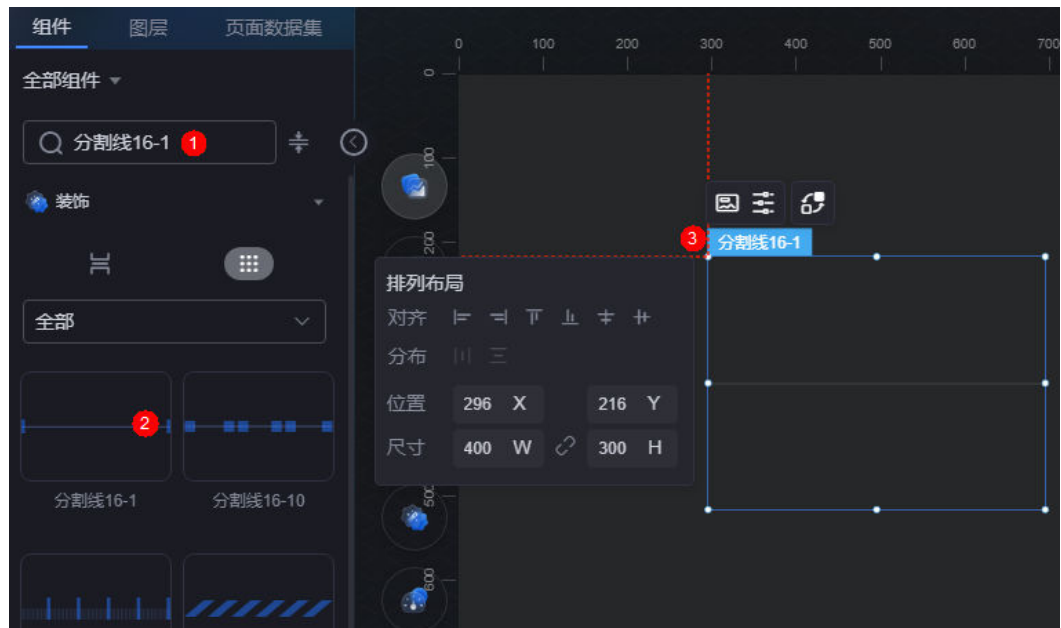 组件 图层 页面数据集
全部组件
分割线16-1 1
装饰
全部
2
分割线16-1 分割线16-10
0 100 200 300 400 500 600 700
0
100
200
500
600
3 分割线16-1
排列布局
对齐
分布
位置 296 X 216 Y
尺寸 400 W 300 H